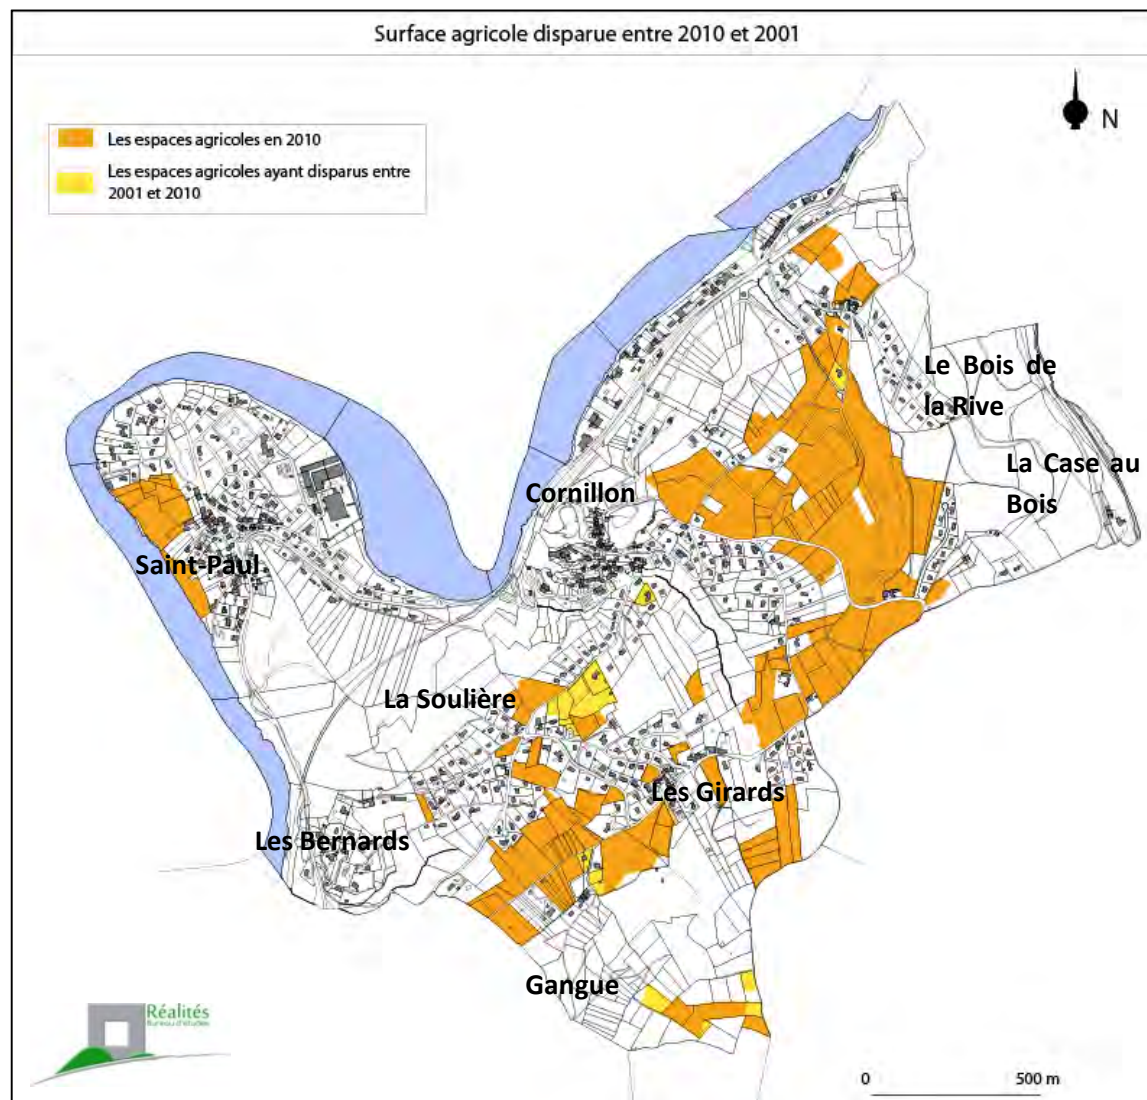 Surface agricole disparue entre 2010 et 2001
N
Les espaces agricoles en 2010
Les espaces agricoles ayant disparus entre
2001 et 2010
Le Bois de
la Rive
La Case au
Bois
Cornillon
Saint-Paul
La Soulière
Les Girards
Les Bernards
Gangue
Réalités
Bureau d'études
0 500 m